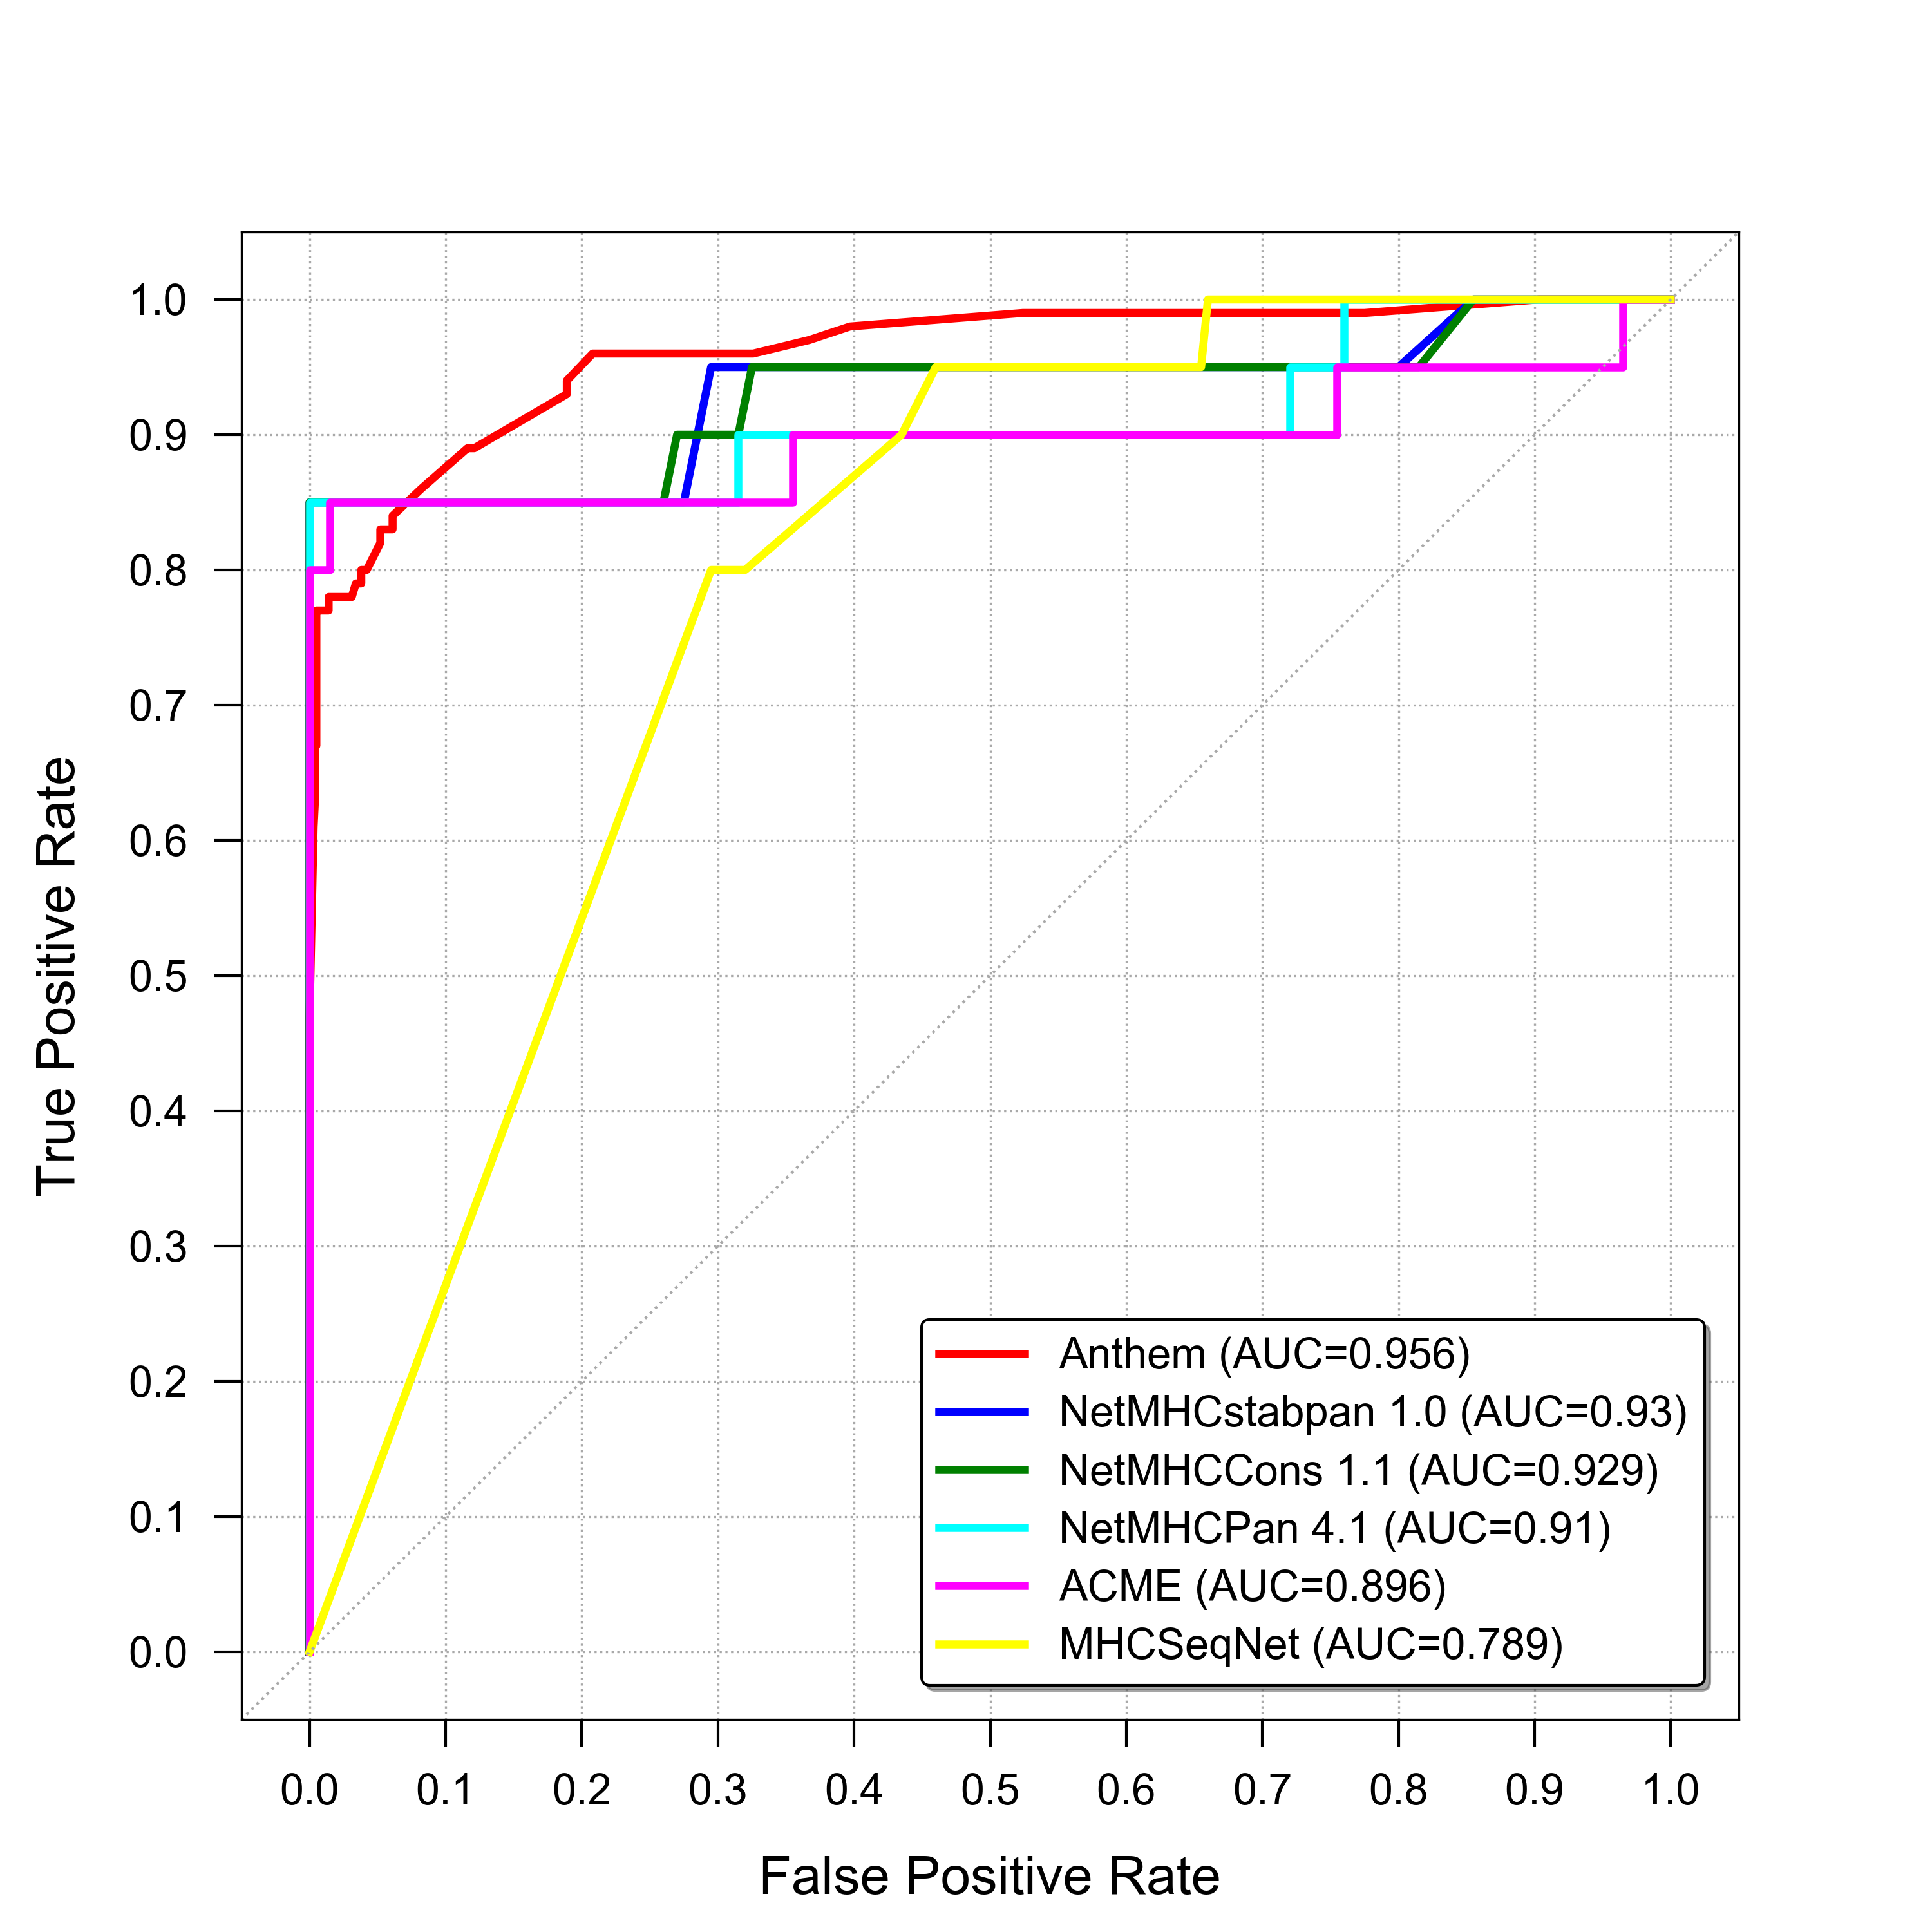 1.0
0.9
0.8
0.7
0.6
0.5
0.4
0.3
0.2
0.1
0.0
True Positive Rate
Anthem (AUC=0.956)
NetMHCstabpan 1.0 (AUC=0.93)
NetMHCCons 1.1 (AUC=0.929)
NetMHCPan 4.1 (AUC=0.91)
ACME (AUC=0.896)
MHCSeqNet (AUC=0.789)
0.0 0.1 0.2 0.3 0.4 0.5 0.6 0.7 0.8 0.9 1.0
False Positive Rate